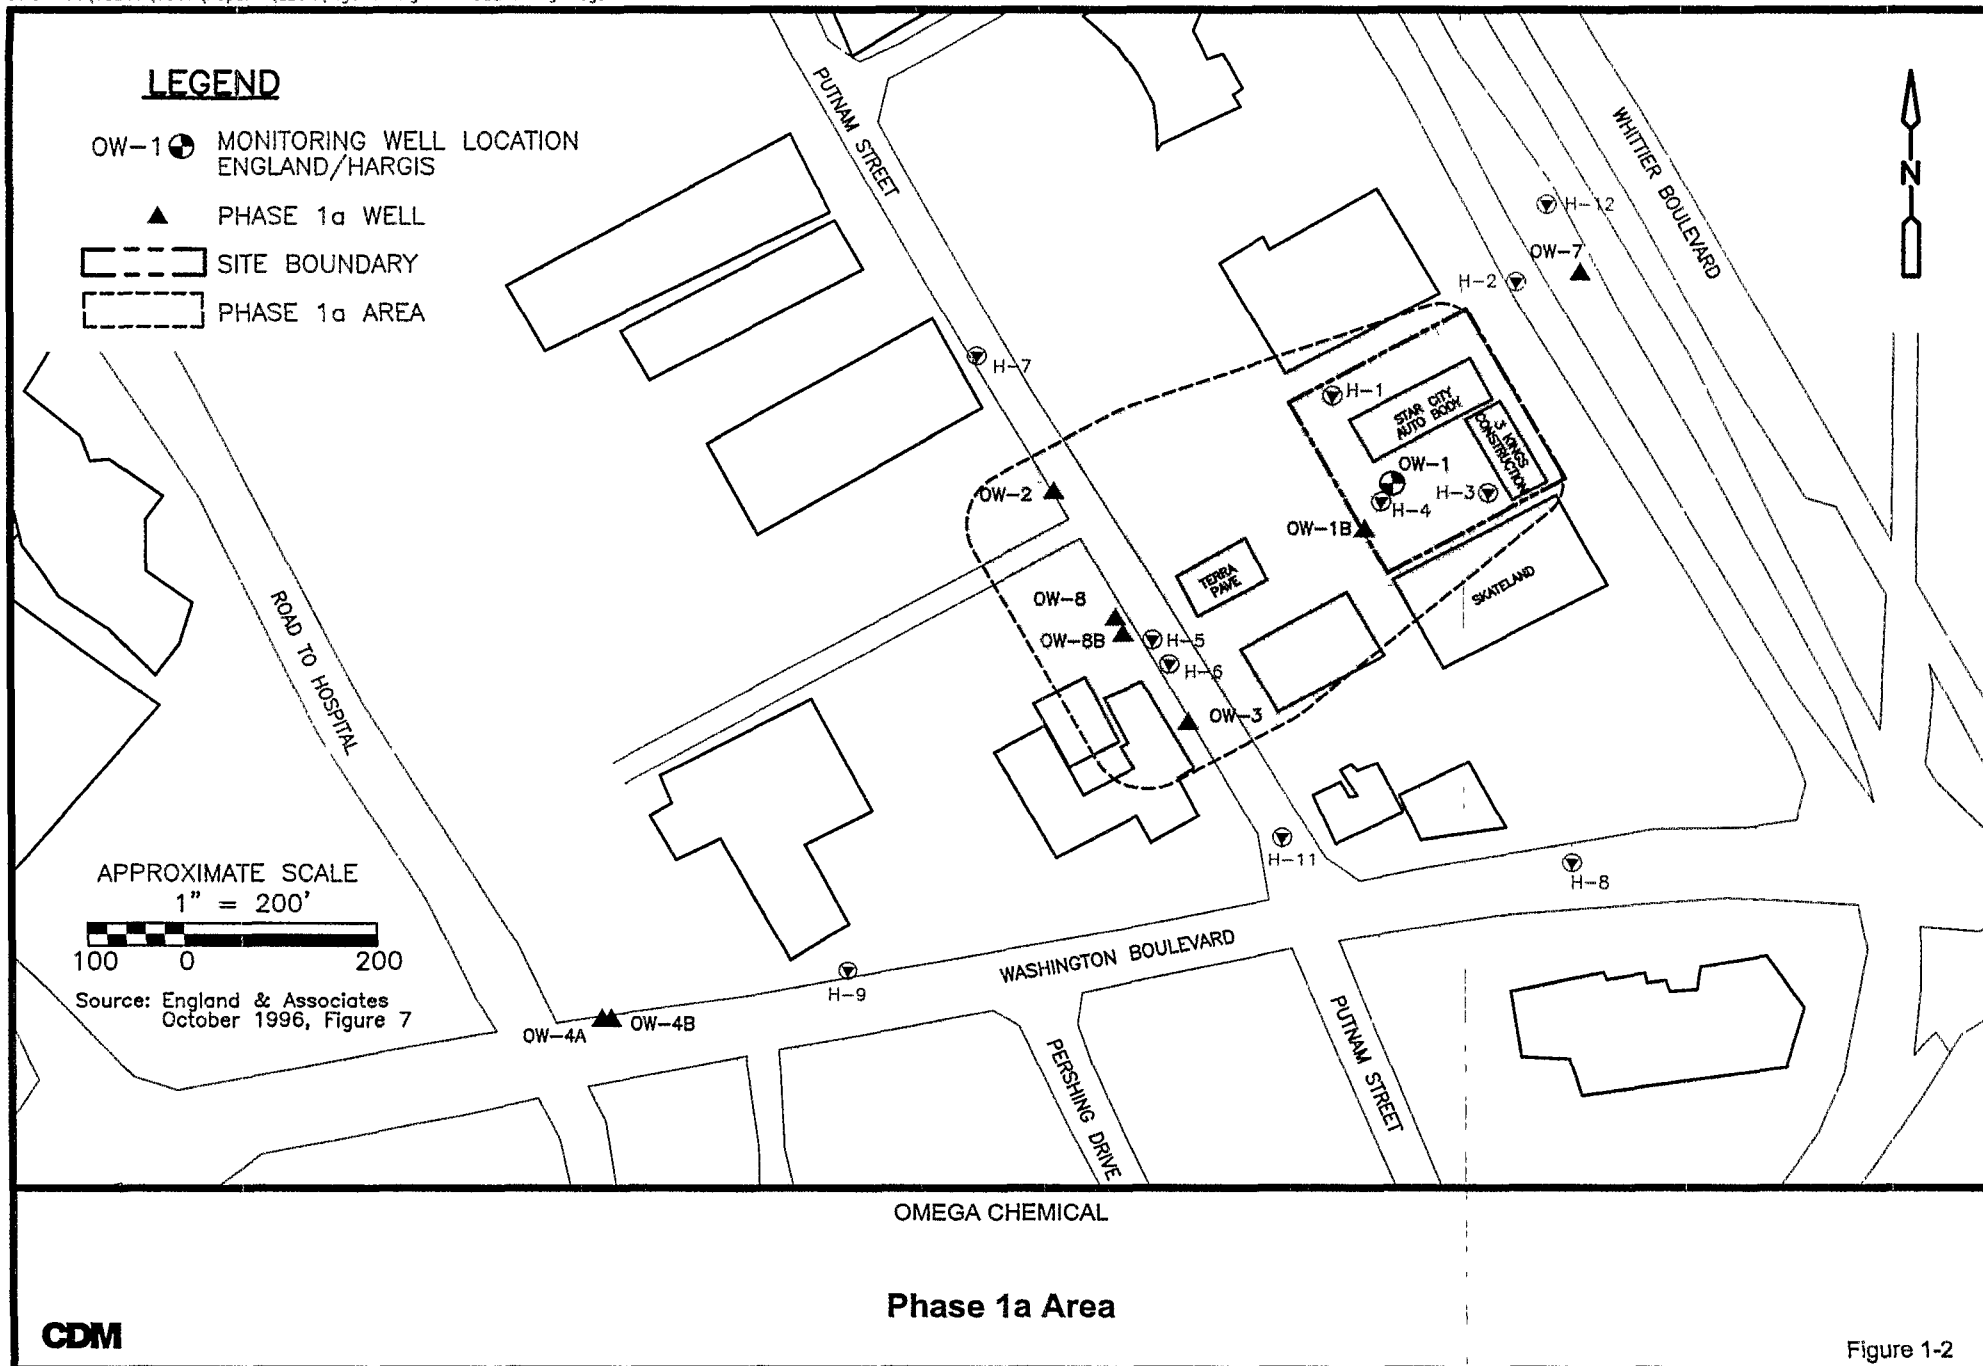 LEGEND
OW-1 MONITORING WELL LOCATION
ENGLAND/HARGIS
PHASE 1a WELL
SITE BOUNDARY
PHASE 1a AREA
PUTNAM STREET
WHITTIER BOULEVARD
N
H-12
OW-7
H-2
H-7
H-1
STAR CITY
AUTO BODY
3 KINGS
CONSTRUCTION
OW-1
H-3
H-4
OW-2
OW-1B
TERRA
PAVE
SKATELAND
OW-8
OW-8B
H-5
H-6
OW-3
ROAD TO HOSPITAL
H-11
H-8
APPROXIMATE SCALE
1" = 200'
100 0 200
Source: England & Associates
October 1996, Figure 7
WASHINGTON BOULEVARD
H-9
OW-4A
OW-4B
PERSHING DRIVE
PUTNAM STREET
OMEGA CHEMICAL
Phase 1a Area
CDM
Figure 1-2